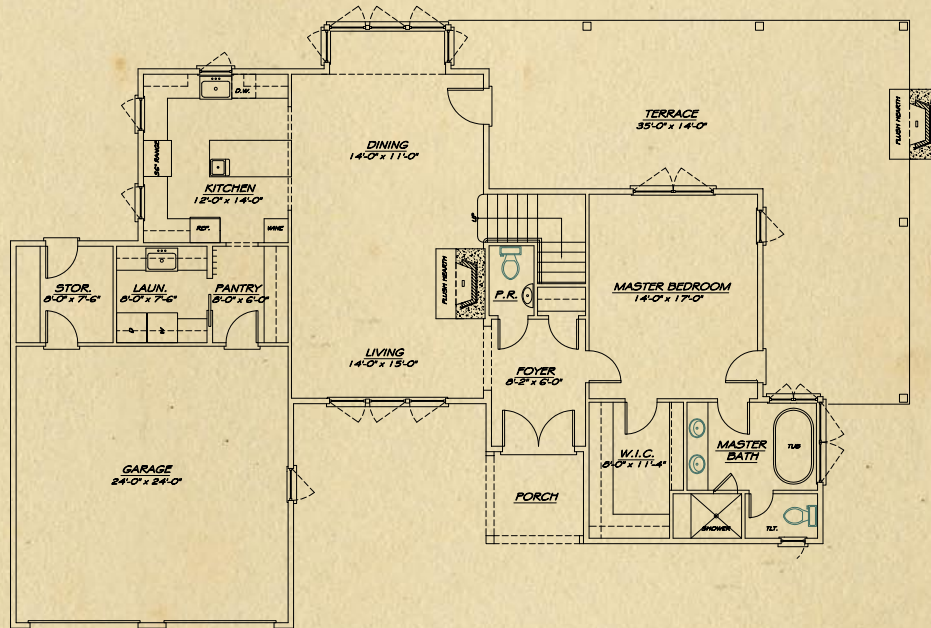 D.W.
TERRACE
35'-0" x 14'-0"
FLUSH HEARTH
DINING
14'-0" x 11'-0"
36" RANGE
KITCHEN
12'-0" x 14'-0"
REF.
WINE
UP
STOR.
8'-0" x 7'-6"
LAUN.
8'-0" x 7'-6"
PANTRY
8'-0" x 6'-0"
FLUSH HEARTH
P.R.
MASTER BEDROOM
14'-0" x 17'-0"
D
W
LIVING
14'-0" x 15'-0"
FOYER
8'-2" x 6'-0"
GARAGE
24'-0" x 24'-0"
W.I.C.
8'-0" x 11'-4"
MASTER
BATH
TUB
PORCH
SHOWER
TLT.